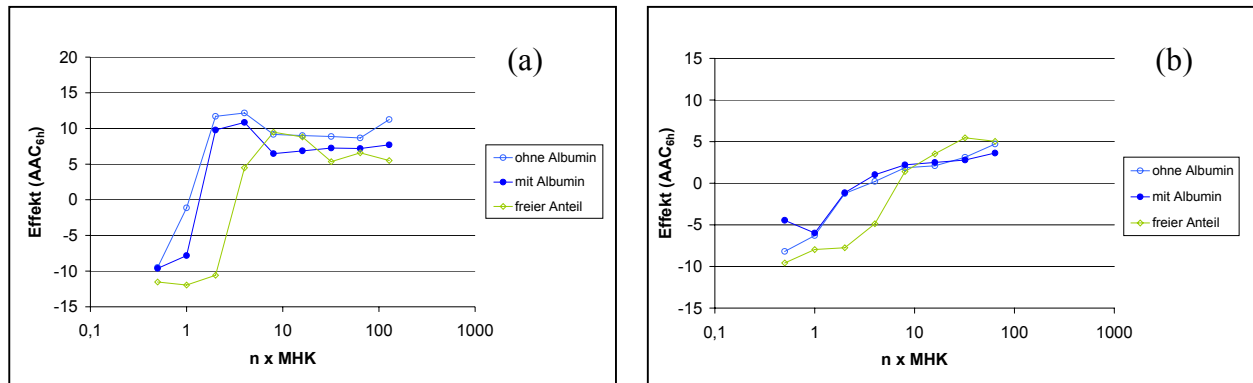 (a)
20
15
10
5
0
-5
-10
-15
0,1
1
10
100
1000
Effekt (AAC6h)
n x MHK
ohne Albumin
mit Albumin
freier Anteil
(b)
15
10
5
0
-5
-10
-15
0,1
1
10
100
1000
Effekt (AAC6h)
n x MHK
ohne Albumin
mit Albumin
freier Anteil